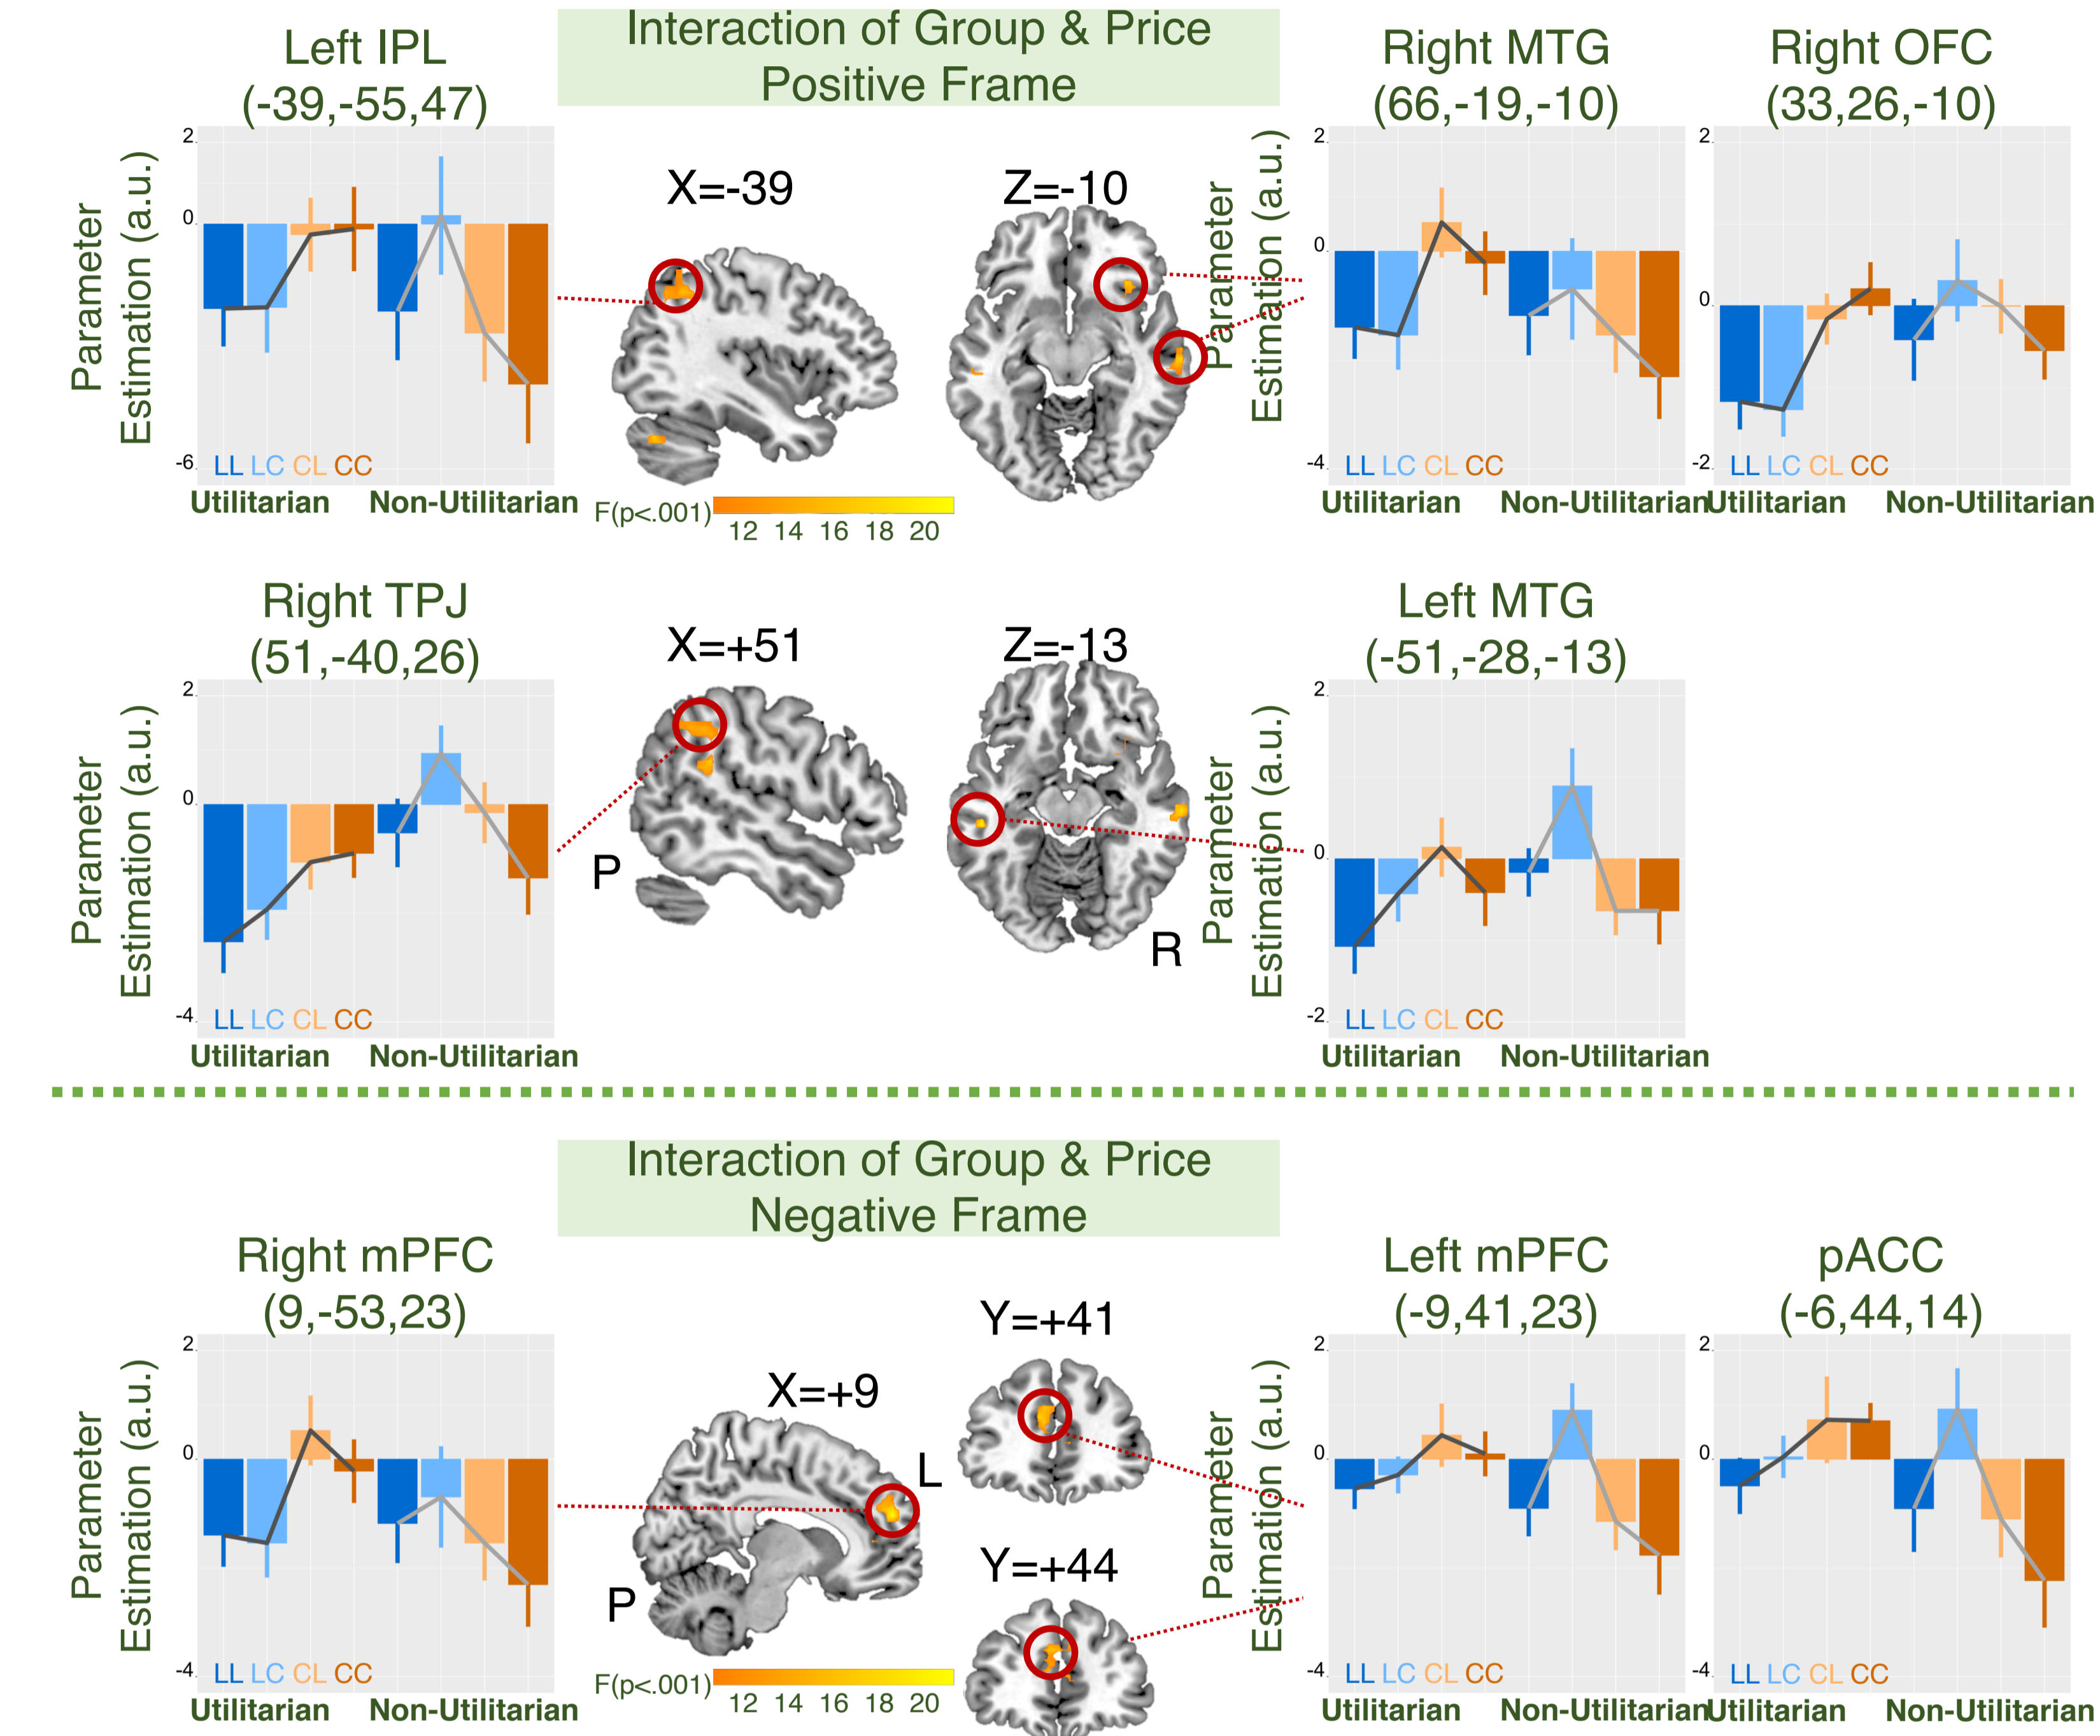 Interaction of Group & Price
Positive Frame
Left IPL
(-39,-55,47)
Parameter
Estimation (a.u.)
2
0
-6
LL LC CL CC
Utilitarian Non-Utilitarian
X=-39
Z=-10
F(p<.001)
12 14 16 18 20
Right MTG
(66,-19,-10)
Parameter
Estimation (a.u.)
2
0
-4
LL LC CL CC
Utilitarian Non-Utilitarian
Right OFC
(33,26,-10)
2
0
-2
LL LC CL CC
Utilitarian Non-Utilitarian
Right TPJ
(51,-40,26)
Parameter
Estimation (a.u.)
2
0
-4
LL LC CL CC
Utilitarian Non-Utilitarian
X=+51
P
Z=-13
R
Left MTG
(-51,-28,-13)
Parameter
Estimation (a.u.)
2
0
-2
LL LC CL CC
Utilitarian Non-Utilitarian
Interaction of Group & Price
Negative Frame
Right mPFC
(9,-53,23)
Parameter
Estimation (a.u.)
2
0
-4
LL LC CL CC
Utilitarian Non-Utilitarian
X=+9
P
Y=+41
L
Y=+44
F(p<.001)
12 14 16 18 20
Left mPFC
(-9,41,23)
Parameter
Estimation (a.u.)
2
0
-4
LL LC CL CC
Utilitarian Non-Utilitarian
pACC
(-6,44,14)
2
0
-4
LL LC CL CC
Utilitarian Non-Utilitarian